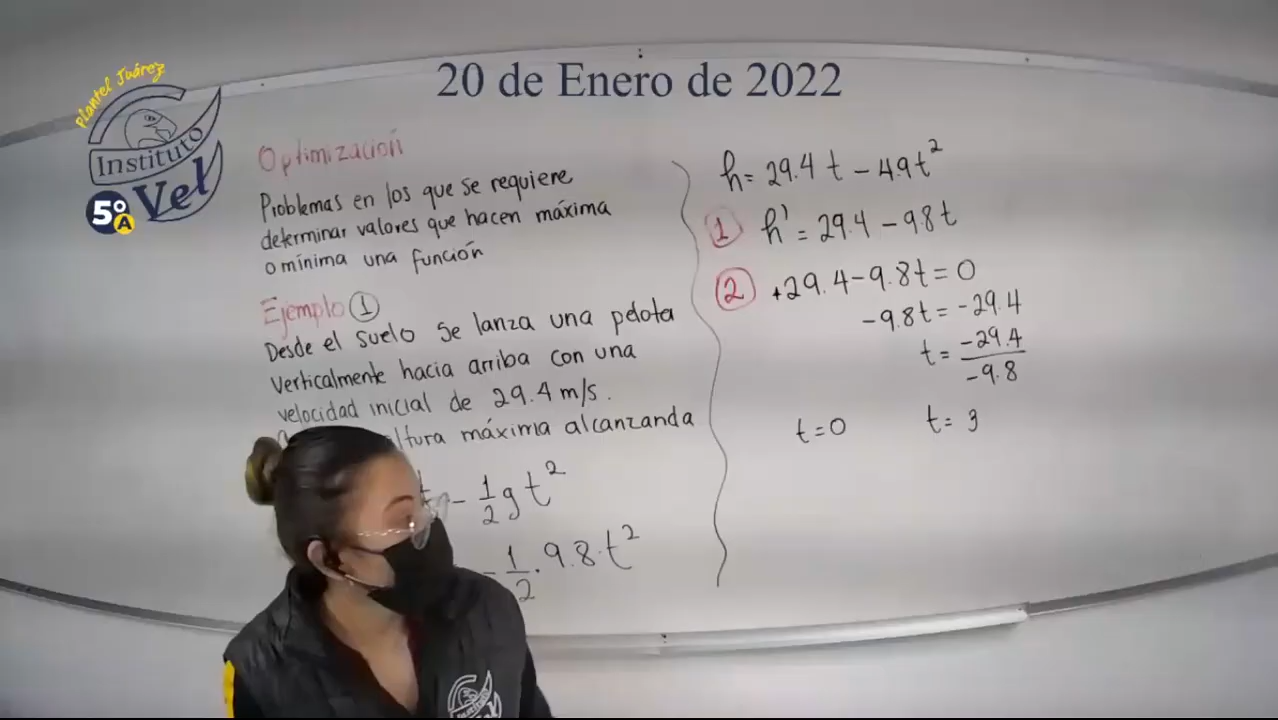 Plantel Juárez
Instituto
Vel
5º
A
20 de Enero de 2022
Optimización
Problemas en los que se requiere
determinar valores que hacen máxima
o mínima una función
Ejemplo 1
Desde el suelo se lanza una pelota
verticalmente hacia arriba con una
velocidad inicial de 29.4 m/s.
altura máxima alcanzanda
- 1/2 g t²
- 1/2 . 9.8 . t²
h = 29.4 t - 4.9 t²
1 h' = 29.4 - 9.8 t
2 +29.4 - 9.8t = 0
-9.8t = -29.4
t = -29.4 / -9.8
t = 0 t = 3